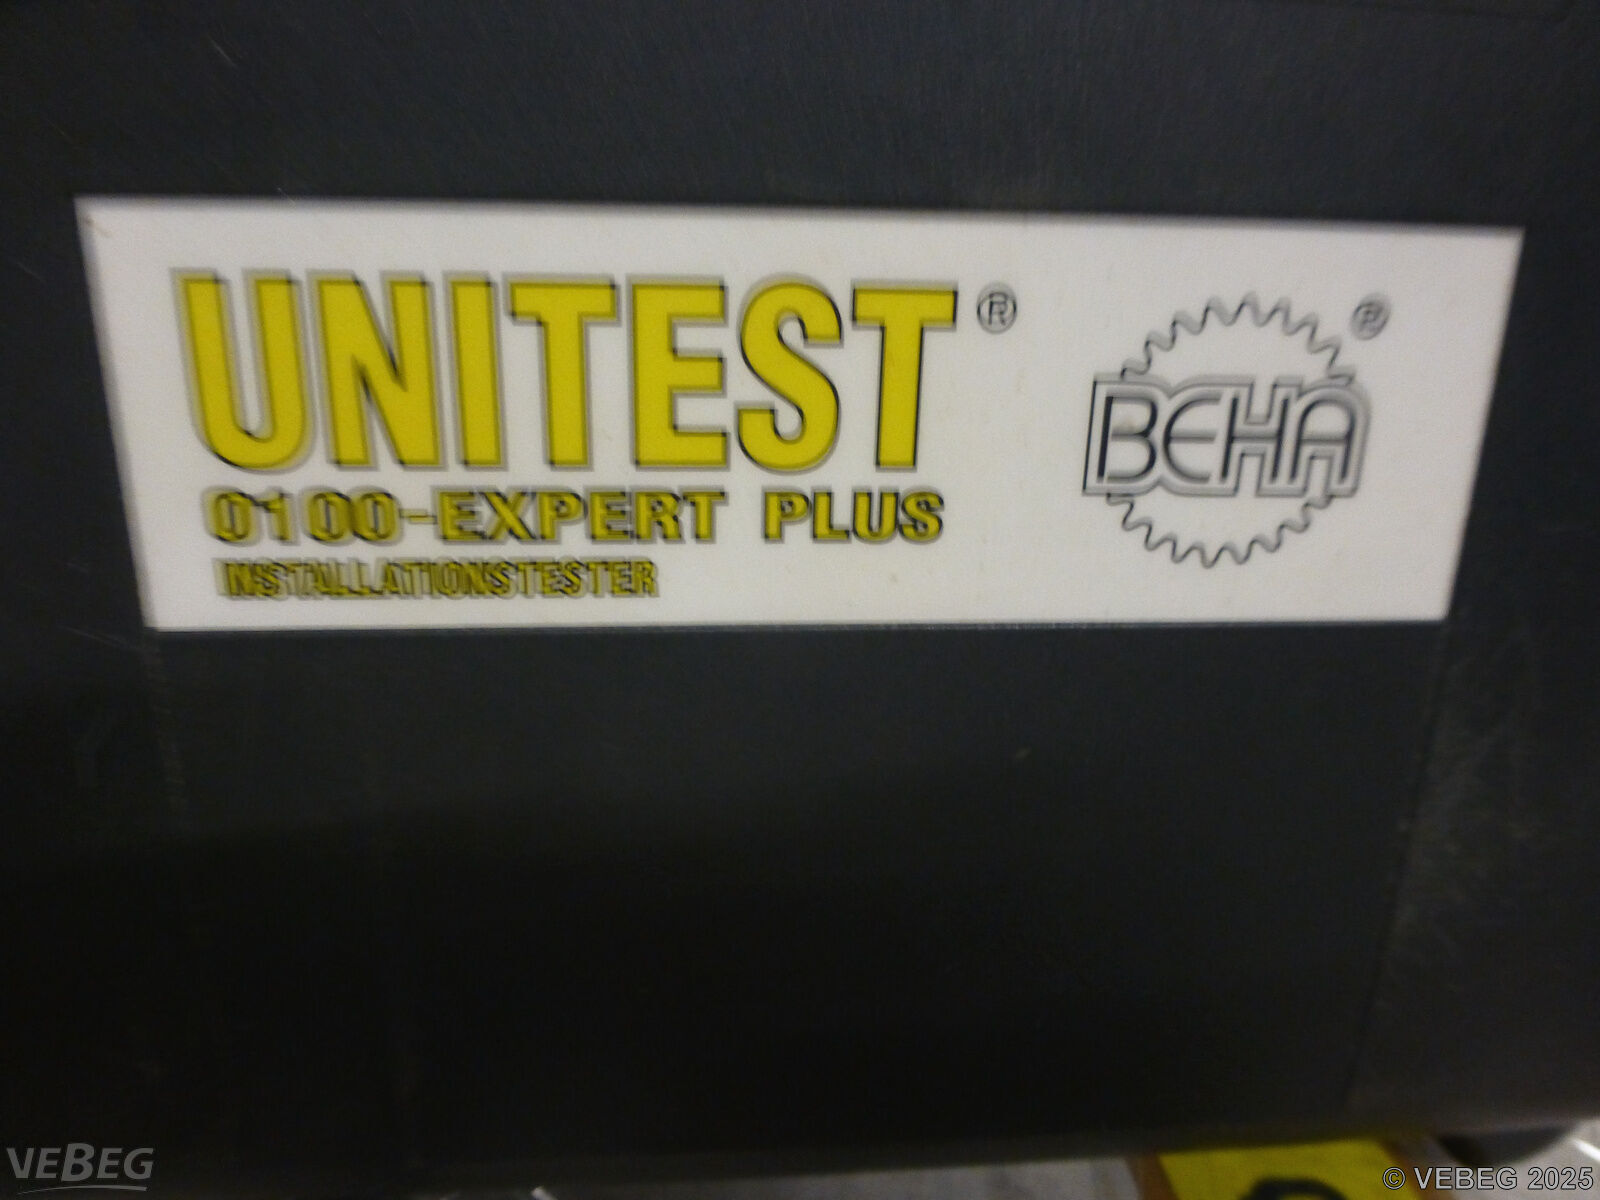 UNITEST®
BEHA®
0100-EXPERT PLUS
INSTALLATIONSTESTER
VEBEG
© VEBEG 2025